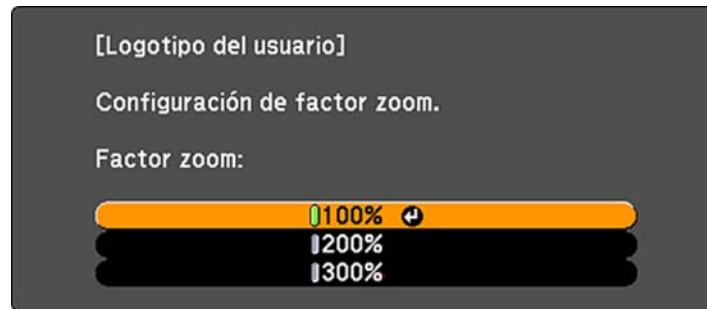 [Logotipo del usuario]
Configuración de factor zoom.
Factor zoom:
100%
200%
300%